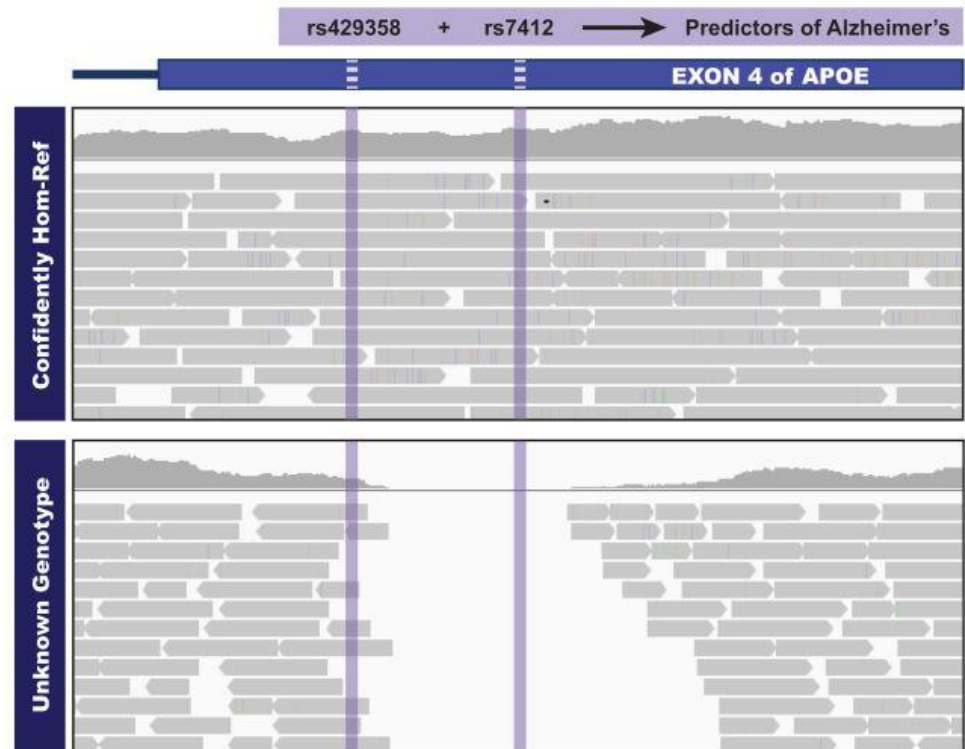 rs429358 + rs7412 → Predictors of Alzheimer's
EXON 4 of APOE
Confidently Hom-Ref
Unknown Genotype